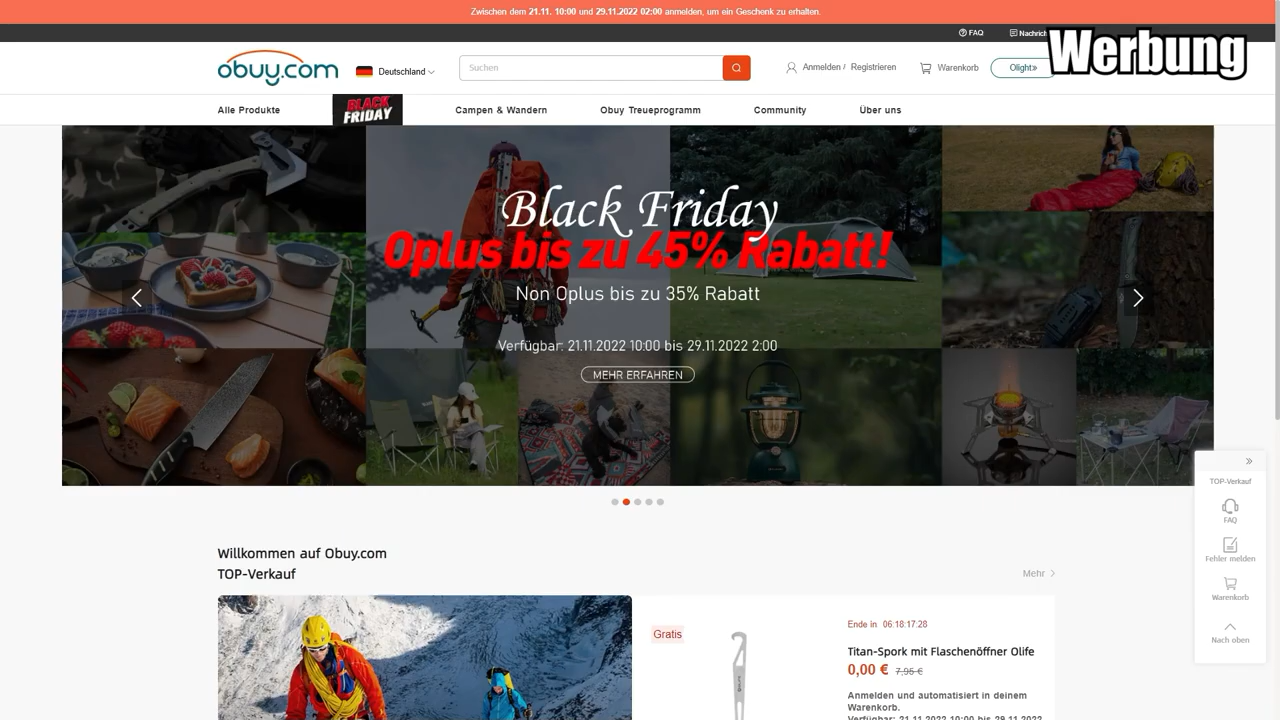 Zwischen dem 21.11. 10:00 und 29.11.2022 02:00 anmelden, um ein Geschenk zu erhalten.
FAQ
Nachrich
Werbung
obuy.com
Deutschland
Suchen
Anmelden / Registrieren
Warenkorb
Olight»
Alle Produkte
BLACK
FRIDAY
Campen & Wandern
Obuy Treueprogramm
Community
Über uns
Black Friday
Oplus bis zu 45% Rabatt!
Non Oplus bis zu 35% Rabatt
Verfügbar: 21.11.2022 10:00 bis 29.11.2022 2:00
MEHR ERFAHREN
TOP-Verkauf
FAQ
Fehler melden
Warenkorb
Nach oben
Willkommen auf Obuy.com
TOP-Verkauf
Mehr
Gratis
Ende in 06:18:17:28
Titan-Spork mit Flaschenöffner Olife
0,00 € 7,95 €
Anmelden und automatisiert in deinem
Warenkorb.
Verfügbar: 21.11.2022 10:00 bis 29.11.2022